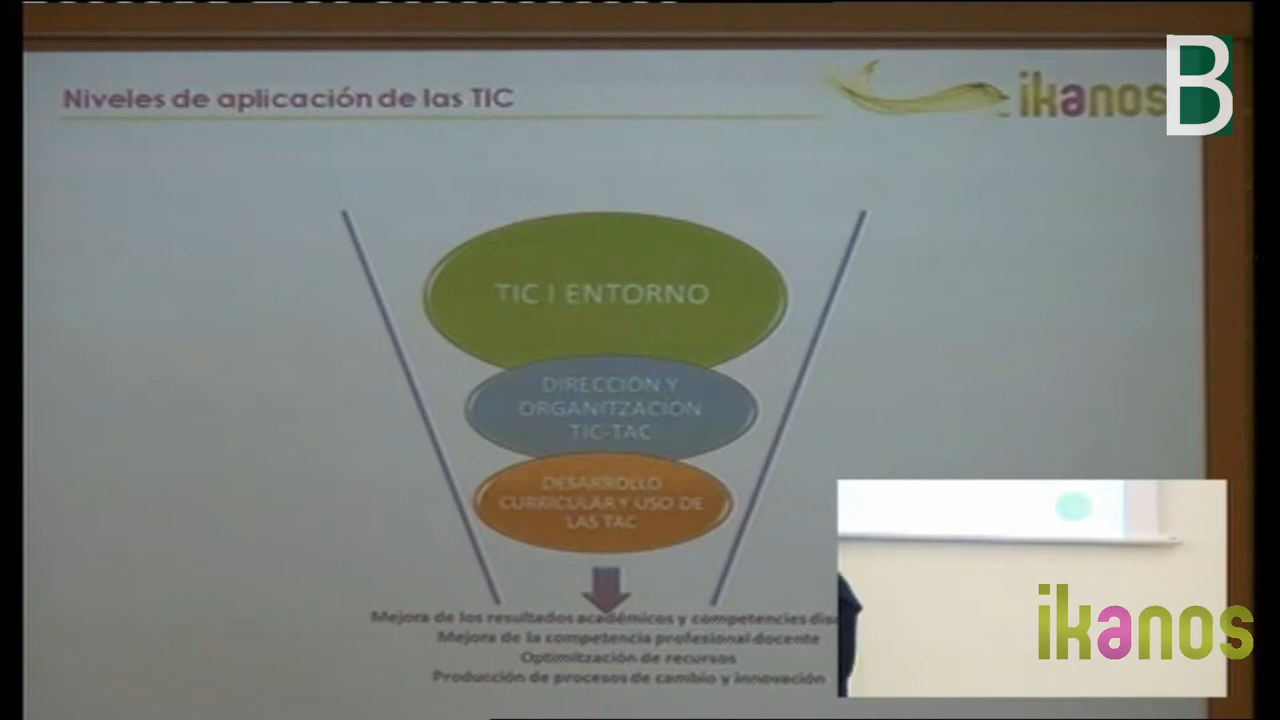 Niveles de aplicación de las TIC
ikanos
B
TIC I ENTORNO
DIRECCIÓN Y
ORGANITZACIÓN
TIC-TAC
DESARROLLO
CURRICULAR Y USO DE
LAS TAC
Mejora de los resultados académicos y competencies
Mejora de la competencia profesional docente
Optimitzación de recursos
Producción de procesos de cambio y innovación
ikanos